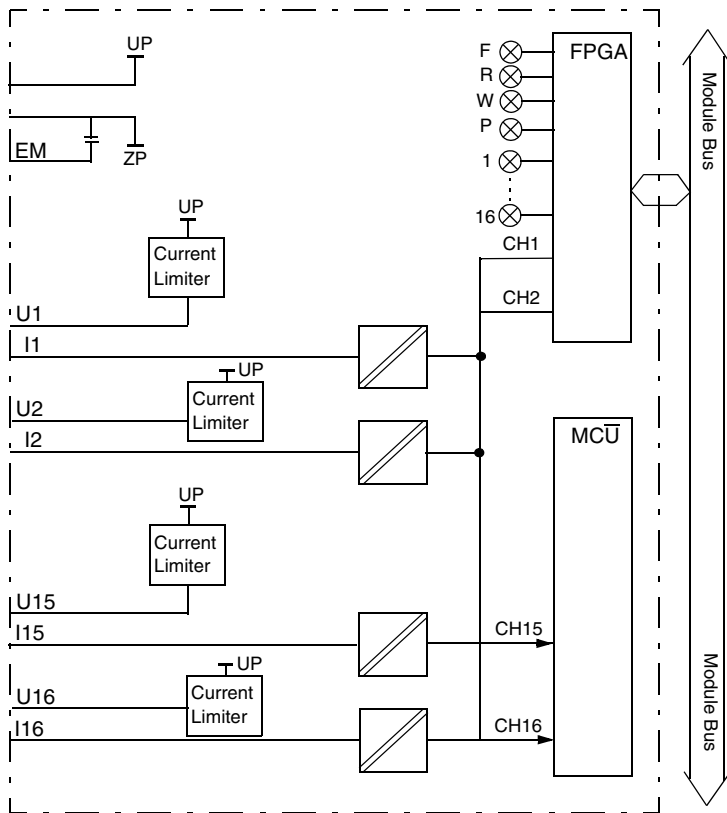 UP
F
FPGA
R
W
P
EM
ZP
1
16
Module Bus
UP
CH1
Current
Limiter
CH2
U1
I1
UP
U2
Current
Limiter
I2
MCU̅
UP
Current
Limiter
U15
I15
CH15
UP
U16
Current
Limiter
I16
CH16
Module Bus